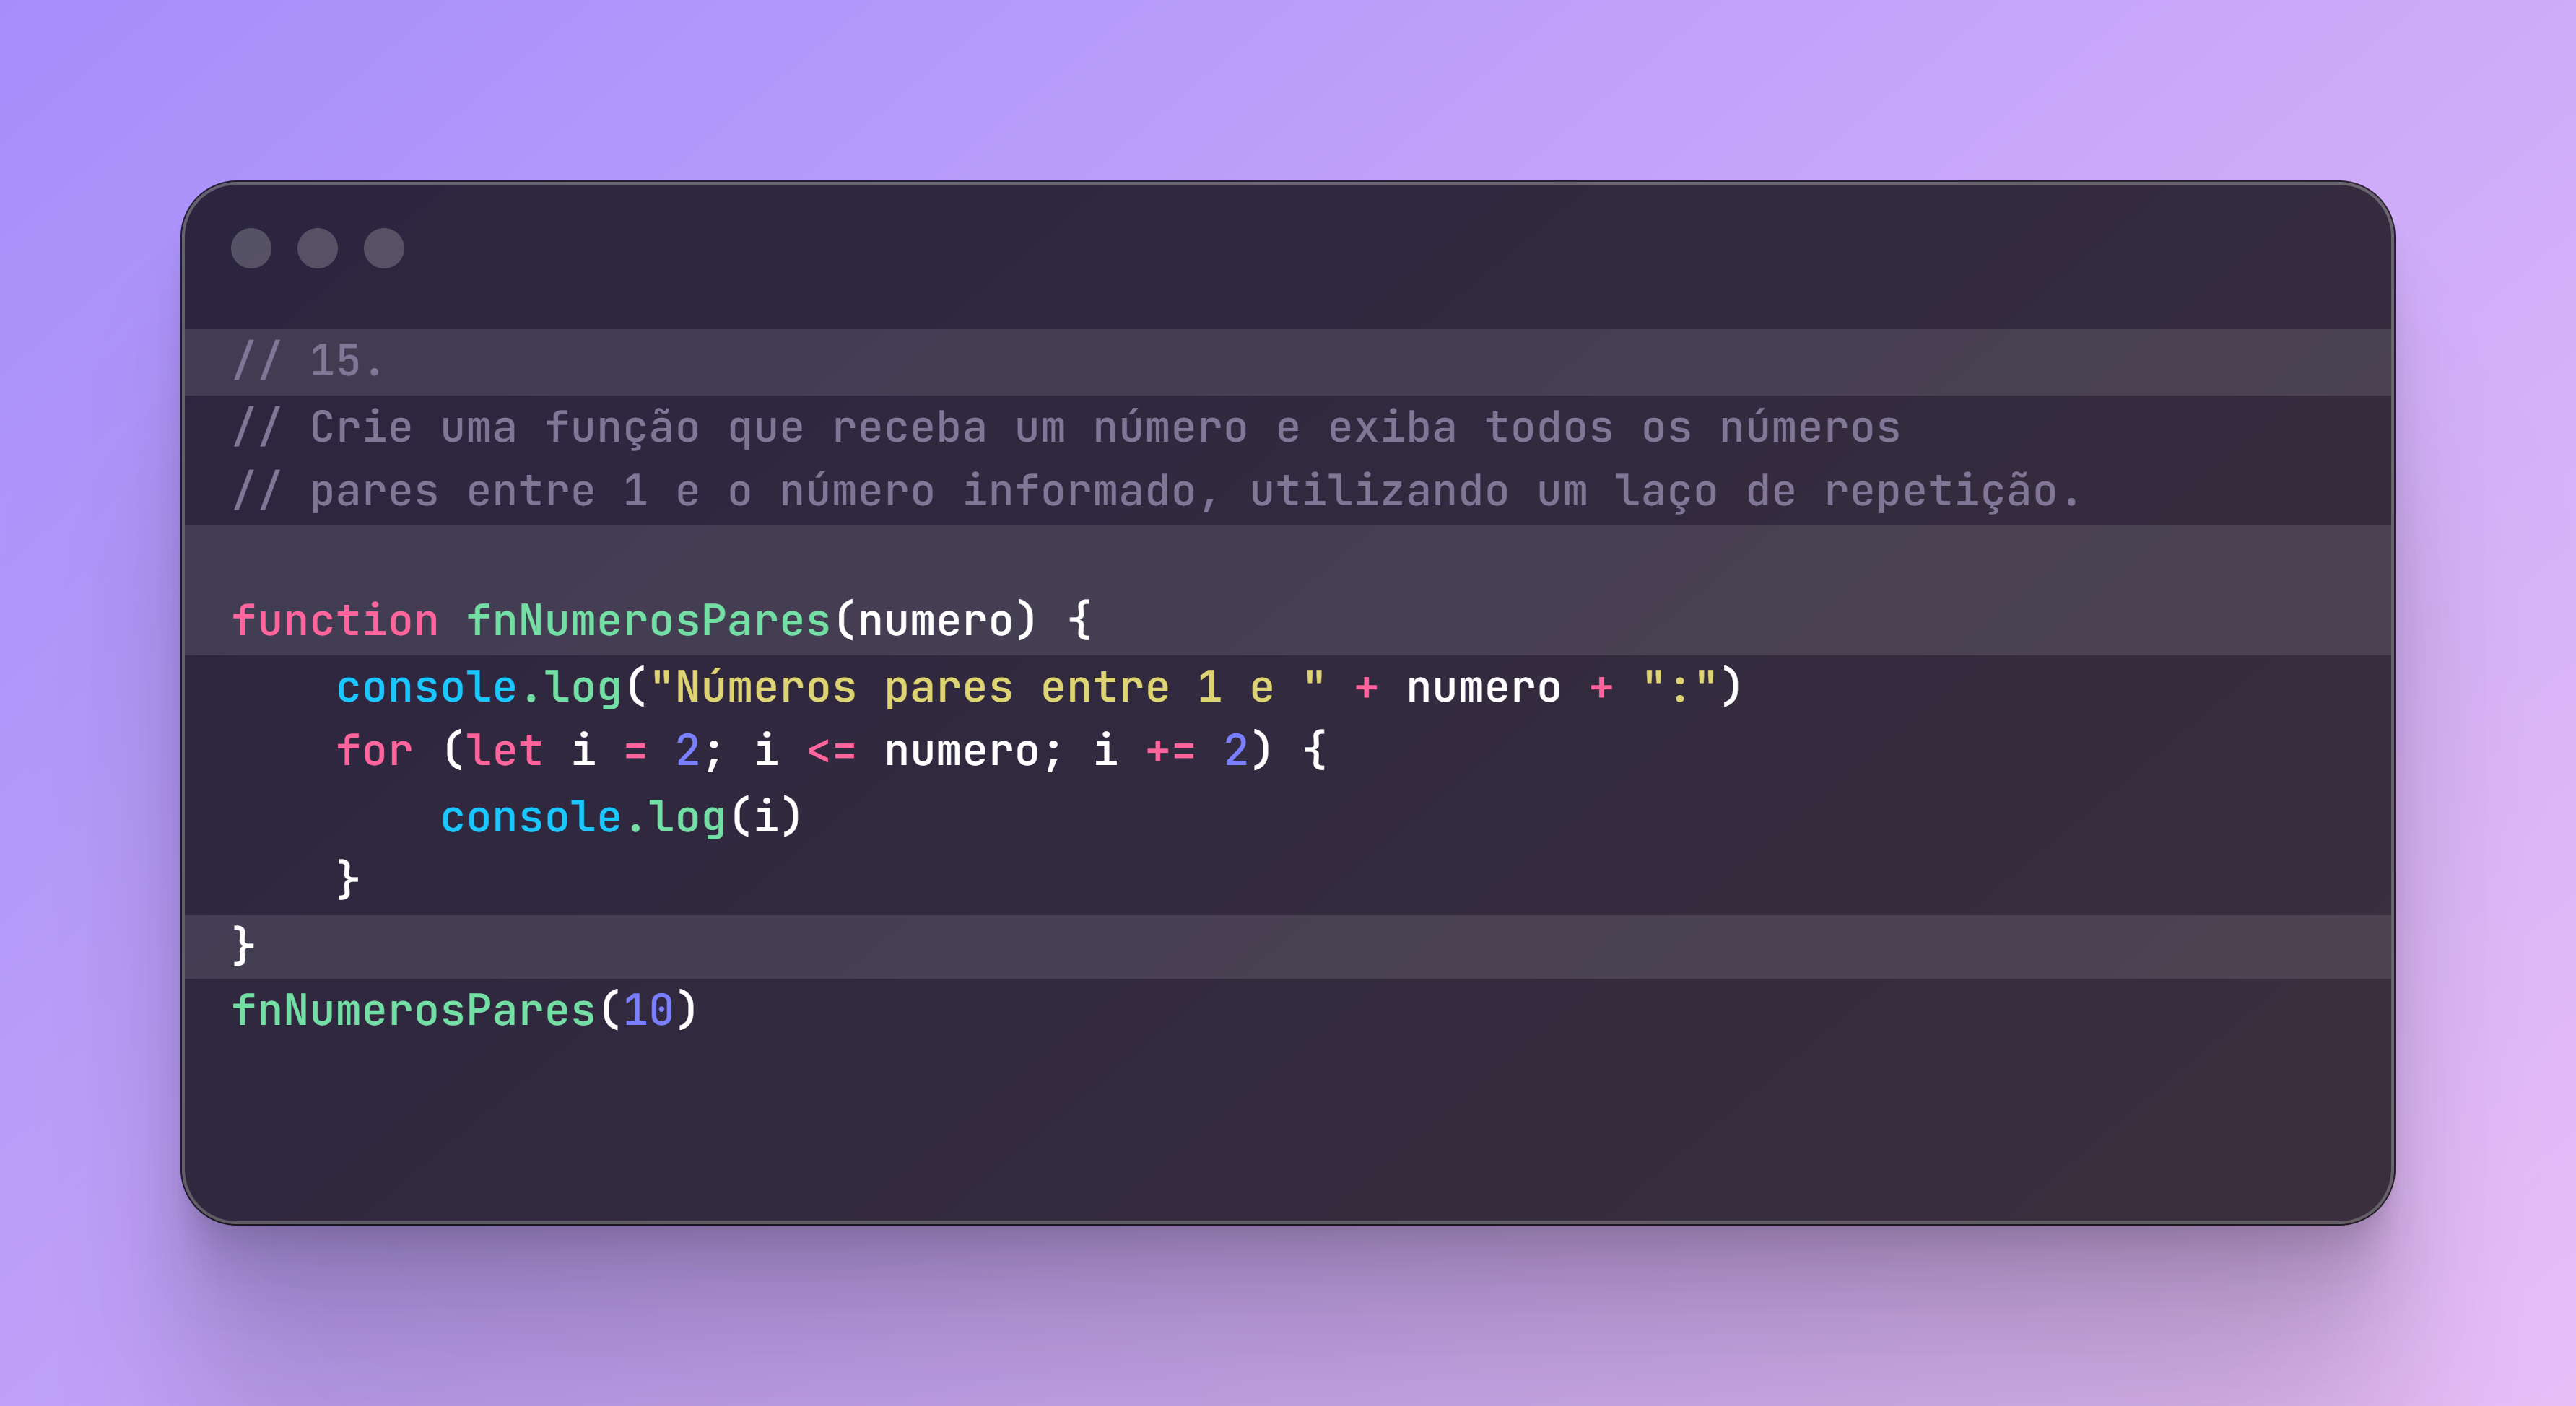 // 15.
// Crie uma função que receba um número e exiba todos os números
// pares entre 1 e o número informado, utilizando um laço de repetição.
function fnNumerosPares(numero) {
    console.log("Números pares entre 1 e " + numero + ":")
    for (let i = 2; i <= numero; i += 2) {
        console.log(i)
    }
}
fnNumerosPares(10)